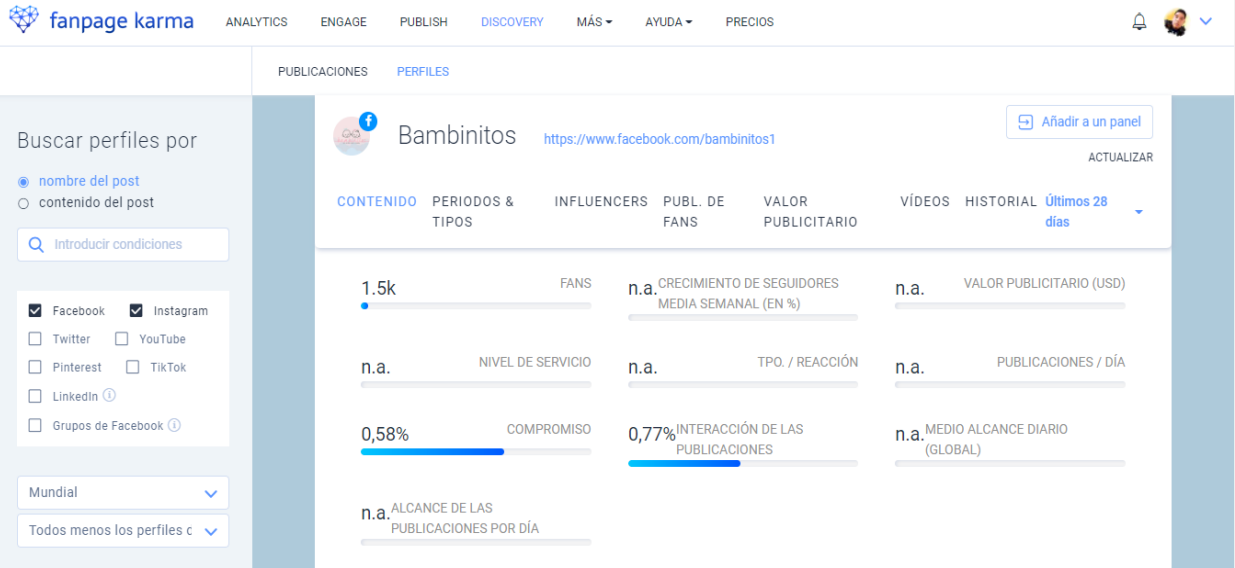 fanpage karma ANALYTICS ENGAGE PUBLISH DISCOVERY MÁS AYUDA PRECIOS
PUBLICACIONES PERFILES
Buscar perfiles por
nombre del post
contenido del post
Introducir condiciones
Facebook Instagram
Twitter YouTube
Pinterest TikTok
LinkedIn
Grupos de Facebook
Mundial
Todos menos los perfiles c
Bambinitos https://www.facebook.com/bambinitos1
Añadir a un panel
ACTUALIZAR
CONTENIDO PERIODOS & INFLUENCERS PUBL. DE VALOR VÍDEOS HISTORIAL Últimos 28
TIPOS FANS PUBLICITARIO días
1.5k FANS
n.a. CRECIMIENTO DE SEGUIDORES
MEDIA SEMANAL (EN %)
n.a. VALOR PUBLICITARIO (USD)
n.a. NIVEL DE SERVICIO
n.a. TPO. / REACCIÓN
n.a. PUBLICACIONES / DÍA
0,58% COMPROMISO
0,77% INTERACCIÓN DE LAS
PUBLICACIONES
n.a. MEDIO ALCANCE DIARIO
(GLOBAL)
n.a. ALCANCE DE LAS
PUBLICACIONES POR DÍA